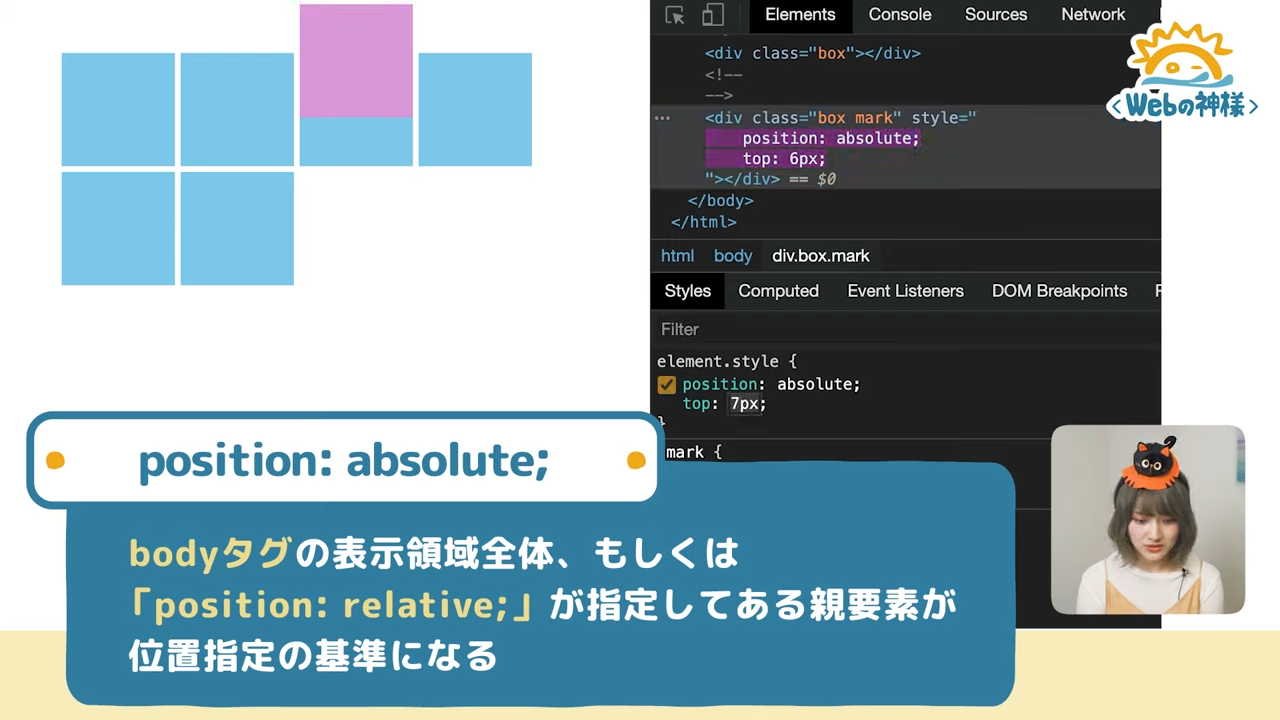 Elements Console Sources Network
<div class="box"></div>
<!--
-->
<div class="box mark" style="
position: absolute;
top: 6px;
"></div> == $0
</body>
</html>
html body div.box.mark
Styles Computed Event Listeners DOM Breakpoints
Filter
element.style {
position: absolute;
top: 7px;
}
mark {
<Webの神様>
position: absolute;
bodyタグの表示領域全体、もしくは
「position: relative;」が指定してある親要素が
位置指定の基準になる